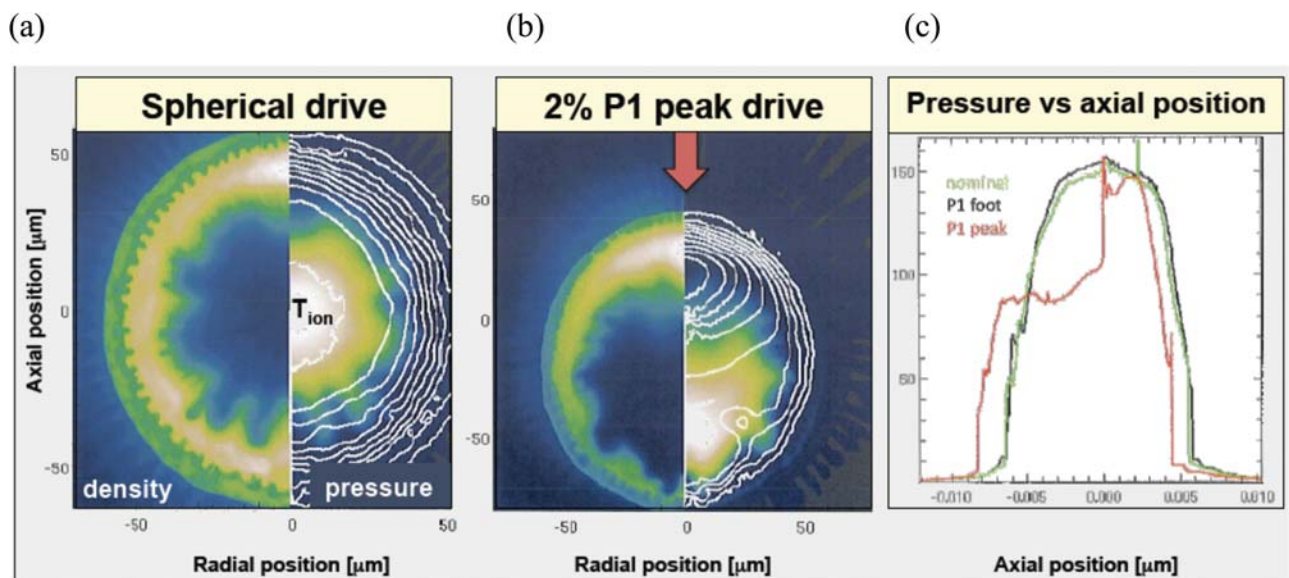 (a)
(b)
(c)
Spherical drive
2% P1 peak drive
Pressure vs axial position
50
0
-50
Axial position [µm]
T ion
density
pressure
-50
0
50
Radial position [µm]
50
0
-50
-50
0
50
Radial position [µm]
150
100
50
nominal
P1 foot
P1 peak
-0.010
-0.005
0.000
0.005
0.010
Axial position [µm]